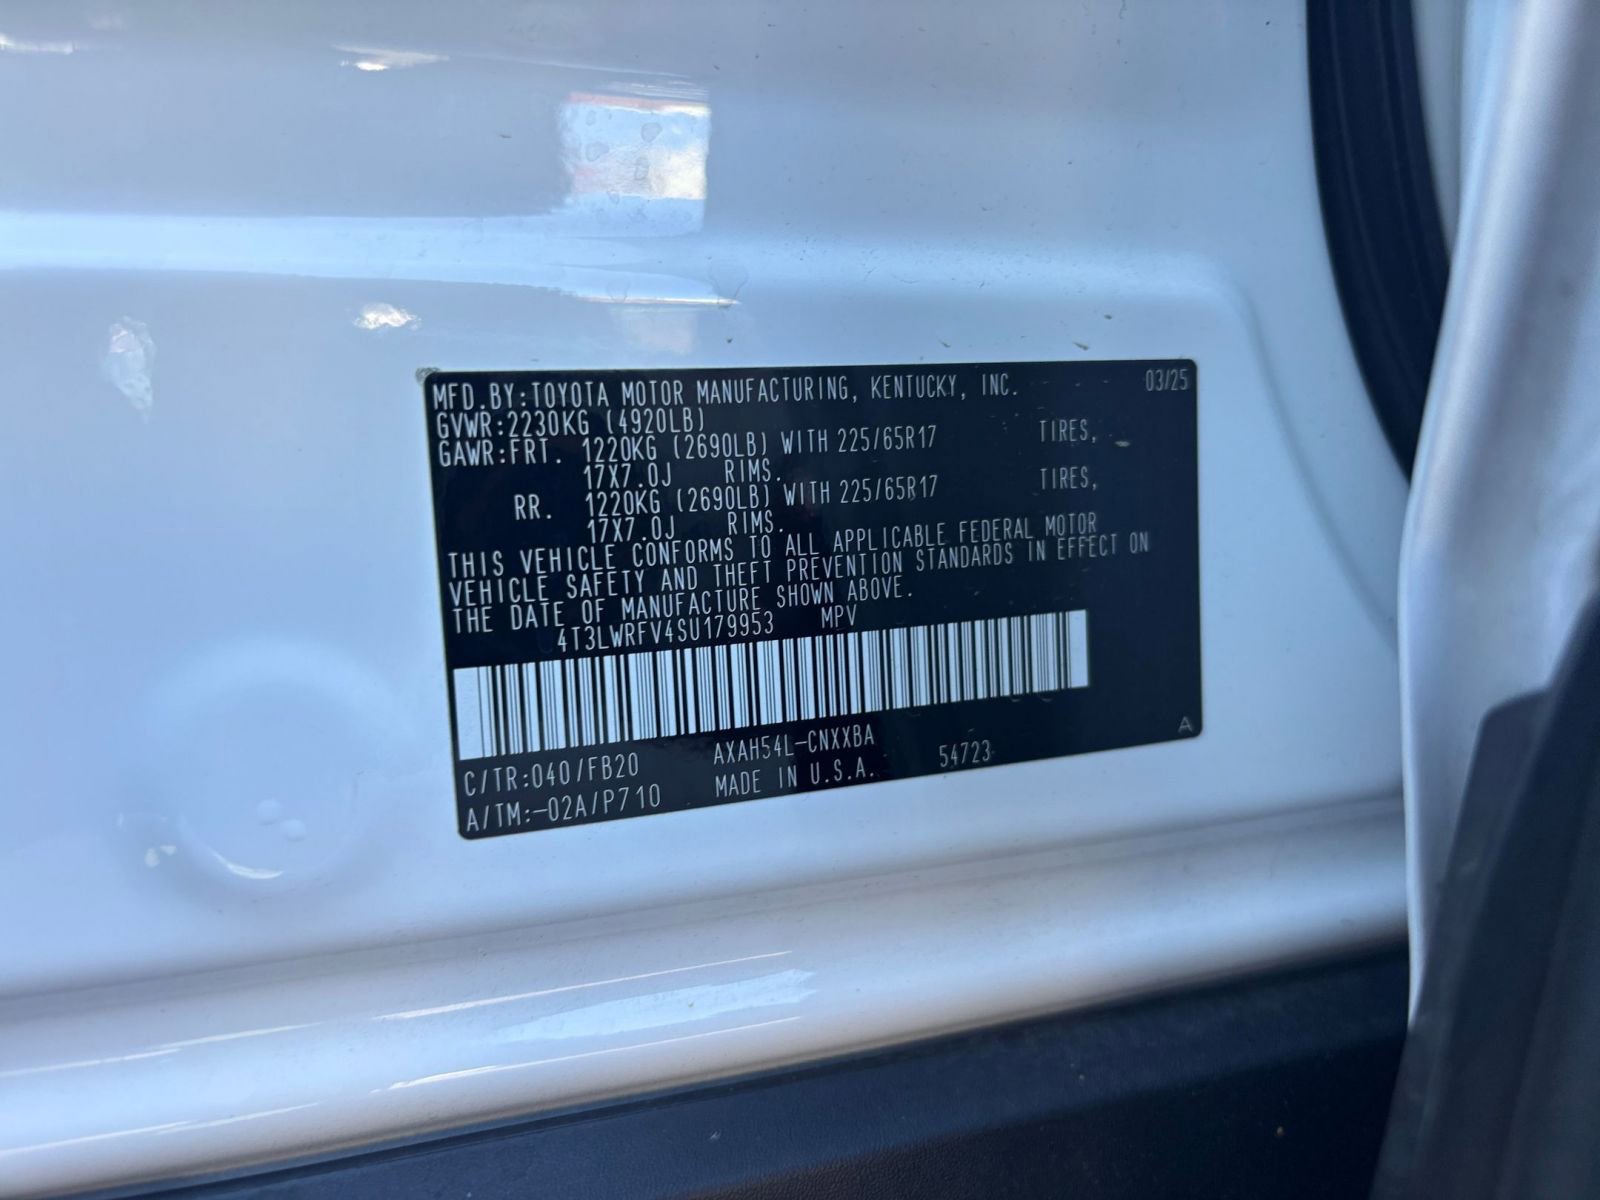 MFD.BY:TOYOTA MOTOR MANUFACTURING, KENTUCKY, INC. 03/25
GVWR:2230KG (4920LB)
GAWR:FRT. 1220KG (2690LB) WITH 225/65R17 TIRES,
17X7.0J RIMS.
RR. 1220KG (2690LB) WITH 225/65R17 TIRES,
17X7.0J RIMS.
THIS VEHICLE CONFORMS TO ALL APPLICABLE FEDERAL MOTOR
VEHICLE SAFETY AND THEFT PREVENTION STANDARDS IN EFFECT ON
THE DATE OF MANUFACTURE SHOWN ABOVE.
4T3LWRFV4SU179953 MPV
C/TR:040/FB20 AXAH54L-CNXXBA 54723 A
A/TM:-02A/P710 MADE IN U.S.A.